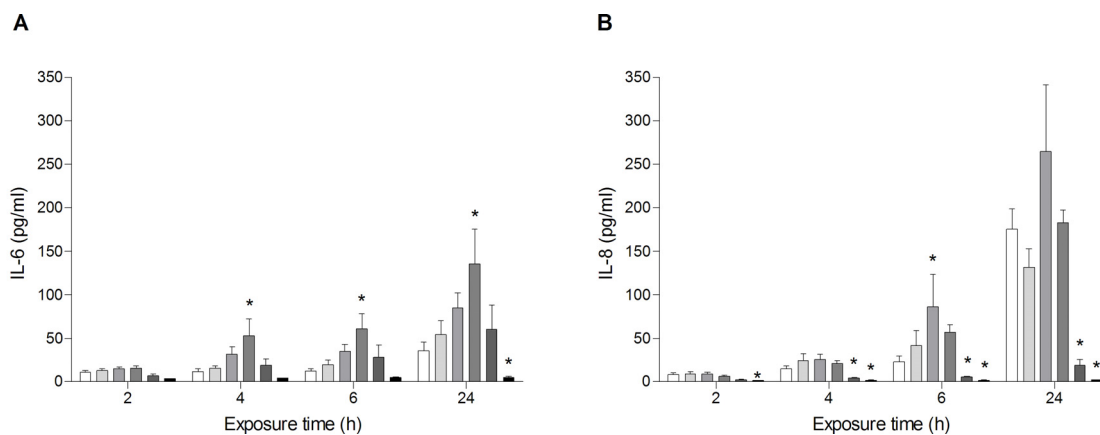 A
B
350
300
250
200
150
100
50
0
IL-6 (pg/ml)
* * * *
2 4 6 24
Exposure time (h)
350
300
250
200
150
100
50
0
IL-8 (pg/ml)
* * * * * * * *
2 4 6 24
Exposure time (h)